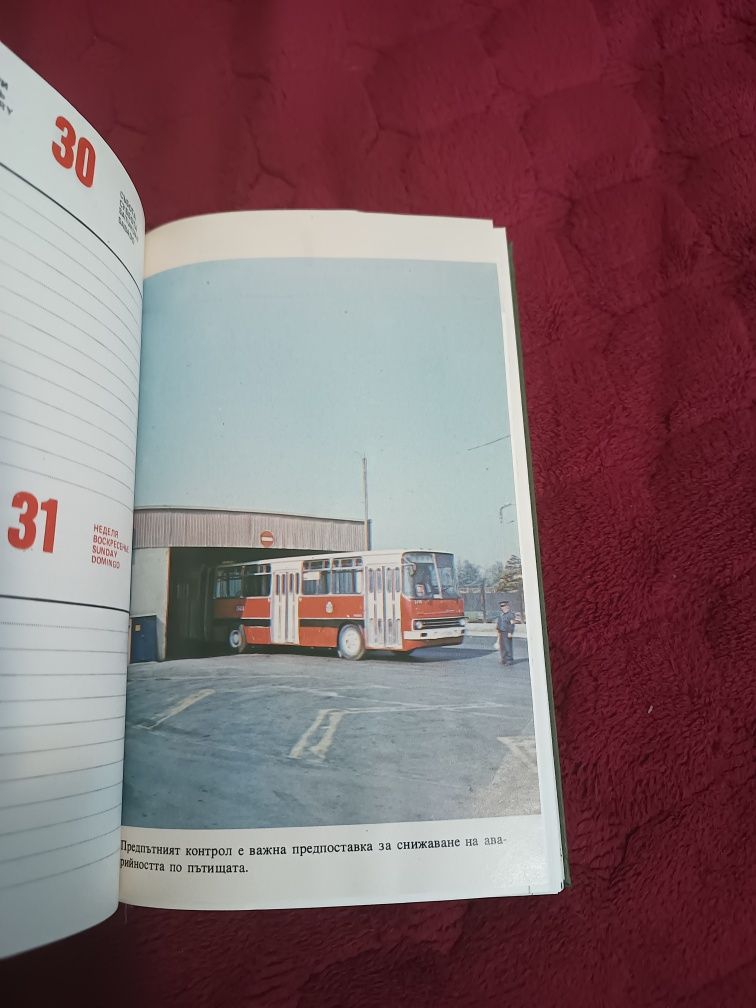 30
31
НЕДЕЛЯ
ВОСКРЕСЕНЬЕ
SUNDAY
DOMINGO
Предпътният контрол е важна предпоставка за снижаване на ава-
рийността по пътищата.